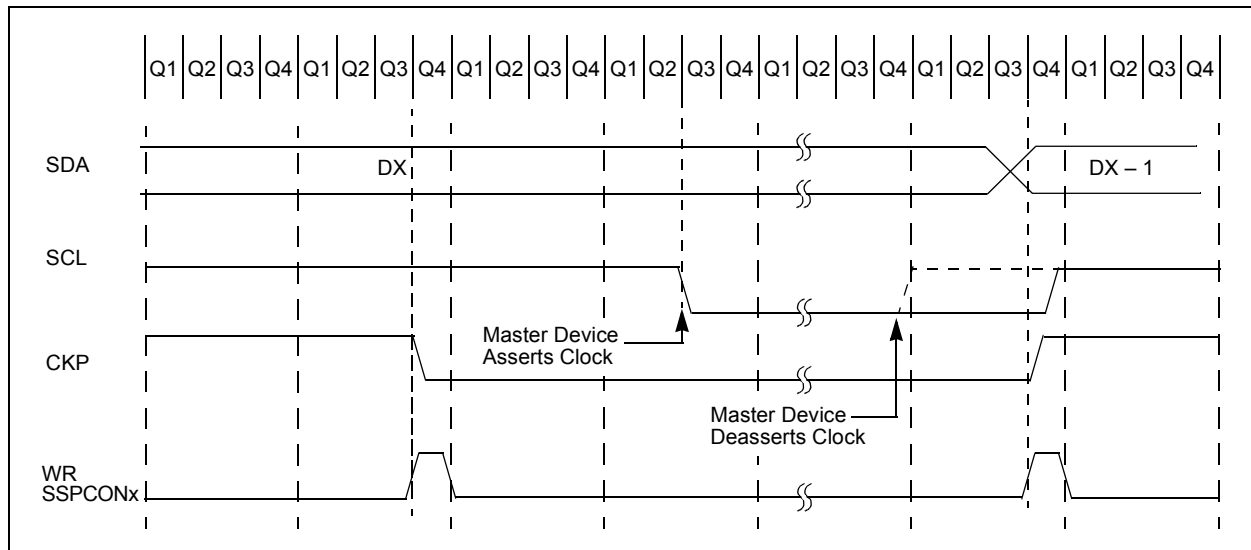 Q1 Q2 Q3 Q4 Q1 Q2 Q3 Q4 Q1 Q2 Q3 Q4 Q1 Q2 Q3 Q4 Q1 Q2 Q3 Q4 Q1 Q2 Q3 Q4 Q1 Q2 Q3 Q4
SDA
DX
DX – 1
SCL
Master Device
Asserts Clock
CKP
Master Device
Deasserts Clock
WR
SSPCONx